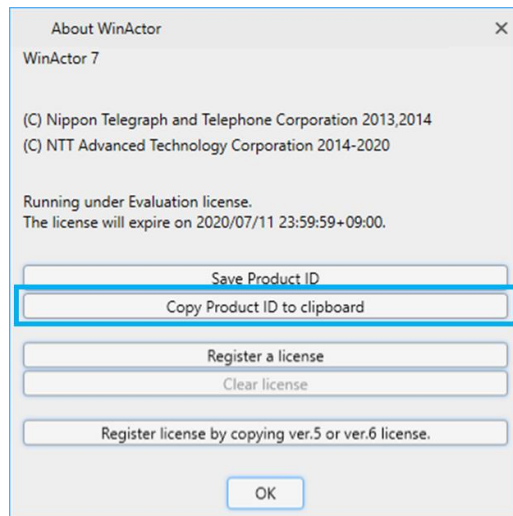 About WinActor
WinActor 7
(C) Nippon Telegraph and Telephone Corporation 2013,2014
(C) NTT Advanced Technology Corporation 2014-2020
Running under Evaluation license.
The license will expire on 2020/07/11 23:59:59+09:00.
Save Product ID
Copy Product ID to clipboard
Register a license
Clear license
Register license by copying ver.5 or ver.6 license.
OK